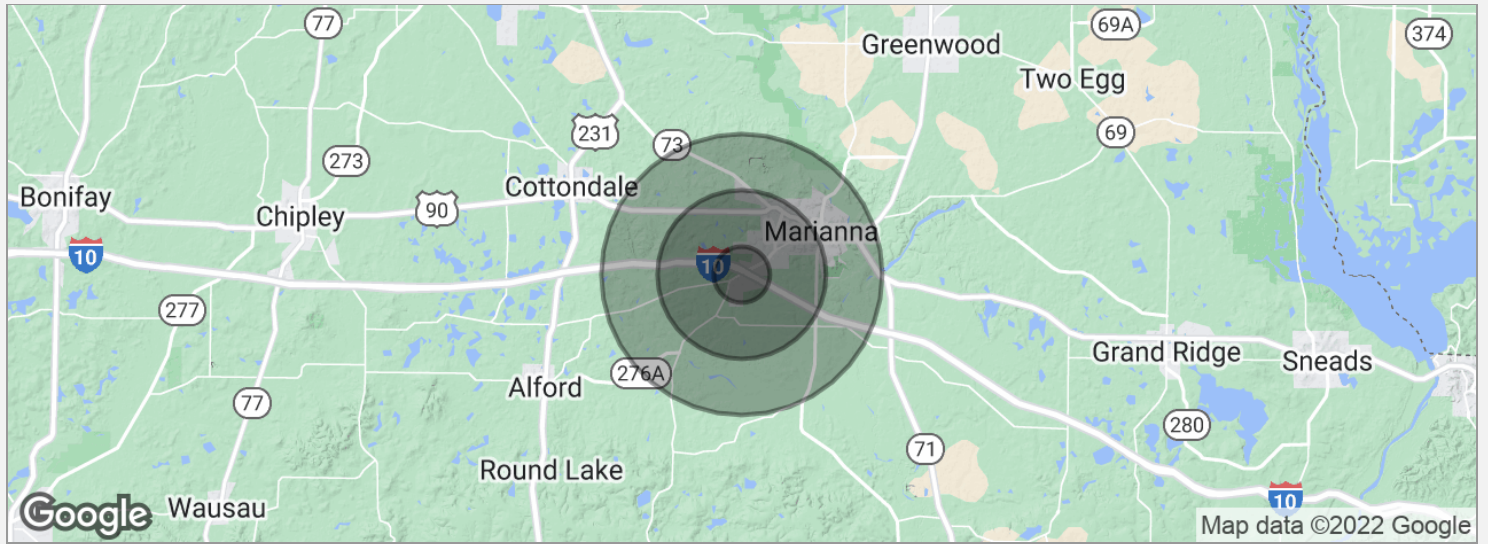 77
69A
374
Greenwood
Two Egg
231
73
69
273
Cottondale
Bonifay
90
Chipley
Marianna
10
10
277
Grand Ridge
Sneads
276A
Alford
77
280
71
Round Lake
10
Wausau
Google
Map data ©2022 Google